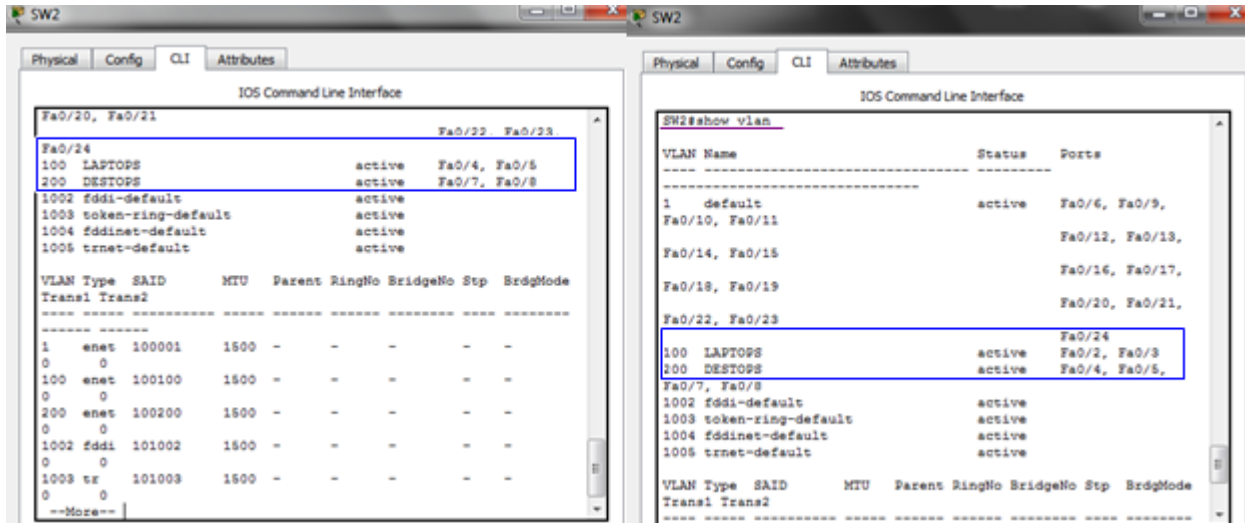 SW2
Physical Config CLI Attributes
IOS Command Line Interface
Fa0/20, Fa0/21
Fa0/22, Fa0/23,
Fa0/24
100 LAPTOPS active Fa0/4, Fa0/5
200 DESTOPS active Fa0/7, Fa0/8
1002 fddi-default active
1003 token-ring-default active
1004 fddinet-default active
1005 trnet-default active
VLAN Type SAID MTU Parent RingNo BridgeNo Stp BrdgMode
Trans1 Trans2
---- ----- ---------- ----- ------ ------ -------- ---- --------
------ ------
1 enet 100001 1500 - - - - -
0 0
100 enet 100100 1500 - - - - -
0 0
200 enet 100200 1500 - - - - -
0 0
1002 fddi 101002 1500 - - - - -
0 0
1003 tr 101003 1500 - - - - -
0 0
--More--
SW2
Physical Config CLI Attributes
IOS Command Line Interface
SW2#show vlan
VLAN Name Status Ports
---- -------------------------------- ---------
-------------------------------
1 default active Fa0/6, Fa0/9,
Fa0/10, Fa0/11
Fa0/12, Fa0/13,
Fa0/14, Fa0/15
Fa0/16, Fa0/17,
Fa0/18, Fa0/19
Fa0/20, Fa0/21,
Fa0/22, Fa0/23
Fa0/24
100 LAPTOPS active Fa0/2, Fa0/3
200 DESTOPS active Fa0/4, Fa0/5,
Fa0/7, Fa0/8
1002 fddi-default active
1003 token-ring-default active
1004 fddinet-default active
1005 trnet-default active
VLAN Type SAID MTU Parent RingNo BridgeNo Stp BrdgMode
Trans1 Trans2
---- ----- ---------- ----- ------ ------ -------- ---- --------